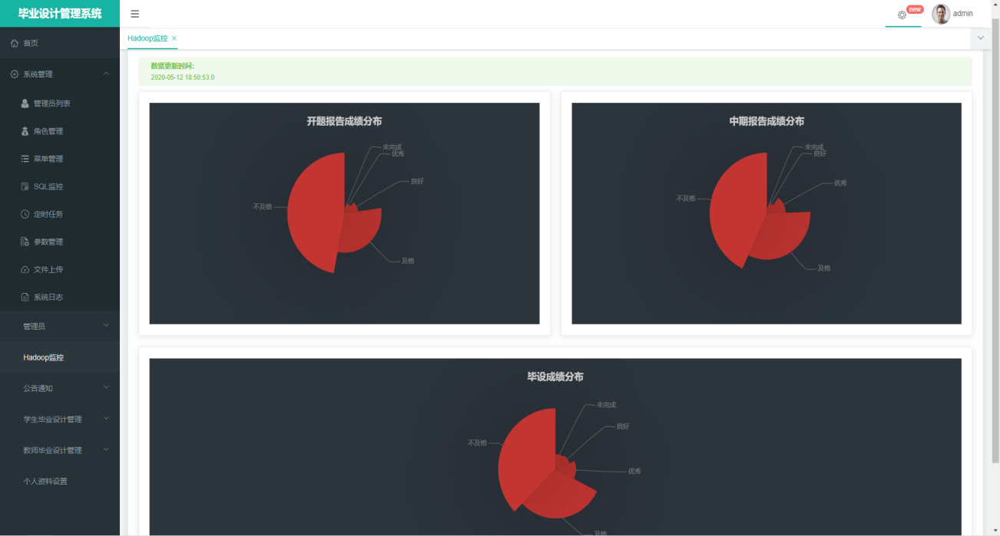 毕业设计管理系统
new
admin
首页
Hadoop监控 ×
系统管理
管理员列表
角色管理
菜单管理
SQL监控
定时任务
参数管理
文件上传
系统日志
管理员
Hadoop监控
公告通知
学生毕业设计管理
教师毕业设计管理
个人资料设置
数据更新时间:
2020-05-12 18:50:53.0
开题报告成绩分布
未完成
优秀
良好
不及格
及格
中期报告成绩分布
未完成
良好
优秀
不及格
及格
毕设成绩分布
未完成
良好
不及格
优秀
及格